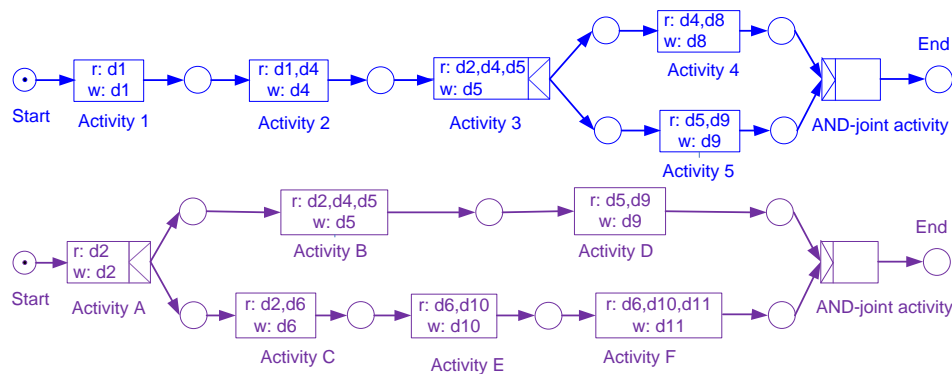 r: d4,d8
w: d8
End
r: d1
w: d1
r: d1,d4
w: d4
r: d2,d4,d5
w: d5
Activity 4
Start
Activity 1
Activity 2
Activity 3
r: d5,d9
w: d9
AND-joint activity
Activity 5
r: d2,d4,d5
w: d5
r: d5,d9
w: d9
End
Activity B
Activity D
r: d2
w: d2
Start
Activity A
r: d2,d6
w: d6
r: d6,d10
w: d10
r: d6,d10,d11
w: d11
AND-joint activity
Activity C
Activity E
Activity F